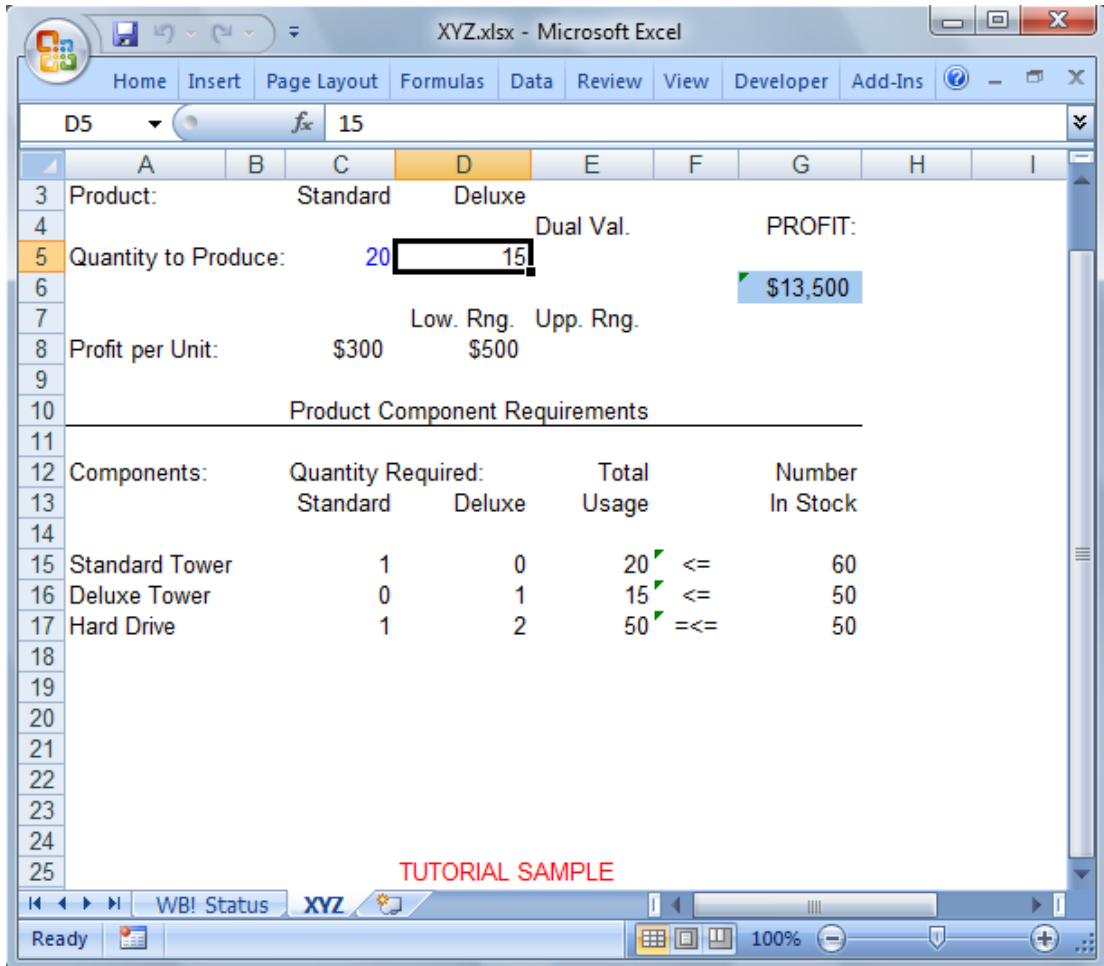 XYZ.xlsx - Microsoft Excel
Home Insert Page Layout Formulas Data Review View Developer Add-Ins
D5 fx 15
A B C D E F G H I
3 Product: Standard Deluxe
4 Dual Val. PROFIT:
5 Quantity to Produce: 20 15
6 $13,500
7 Low. Rng. Upp. Rng.
8 Profit per Unit: $300 $500
9
10 Product Component Requirements
11
12 Components: Quantity Required: Total Number
13 Standard Deluxe Usage In Stock
14
15 Standard Tower 1 0 20 <= 60
16 Deluxe Tower 0 1 15 <= 50
17 Hard Drive 1 2 50 =<= 50
18
19
20
21
22
23
24
25 TUTORIAL SAMPLE
WB! Status XYZ
Ready 100%